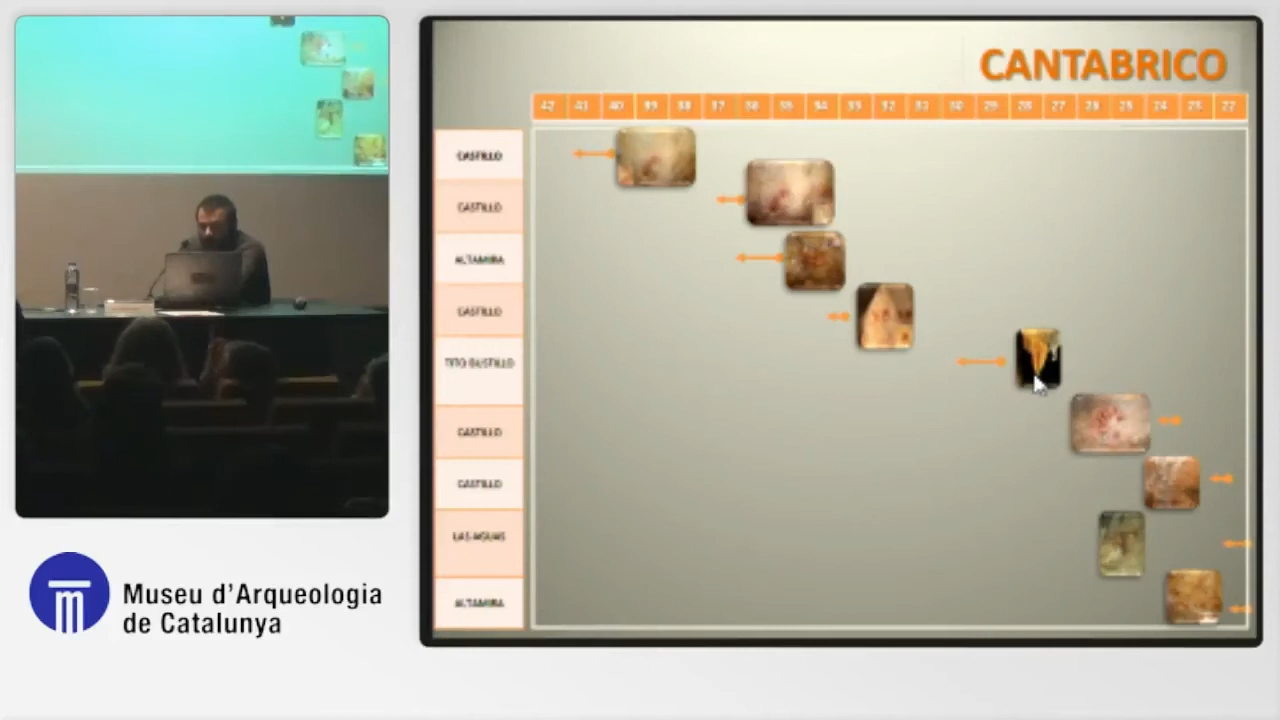 CANTABRICO
42 41 40 39 38 37 36 35 34 33 32 31 30 29 28 27 26 25 24 23 22
CASTILLO
CASTILLO
ALTAMIRA
CASTILLO
TITO BUSTILLO
CASTILLO
CASTILLO
LAS AGUAS
ALTAMIRA
Museu d'Arqueologia
de Catalunya